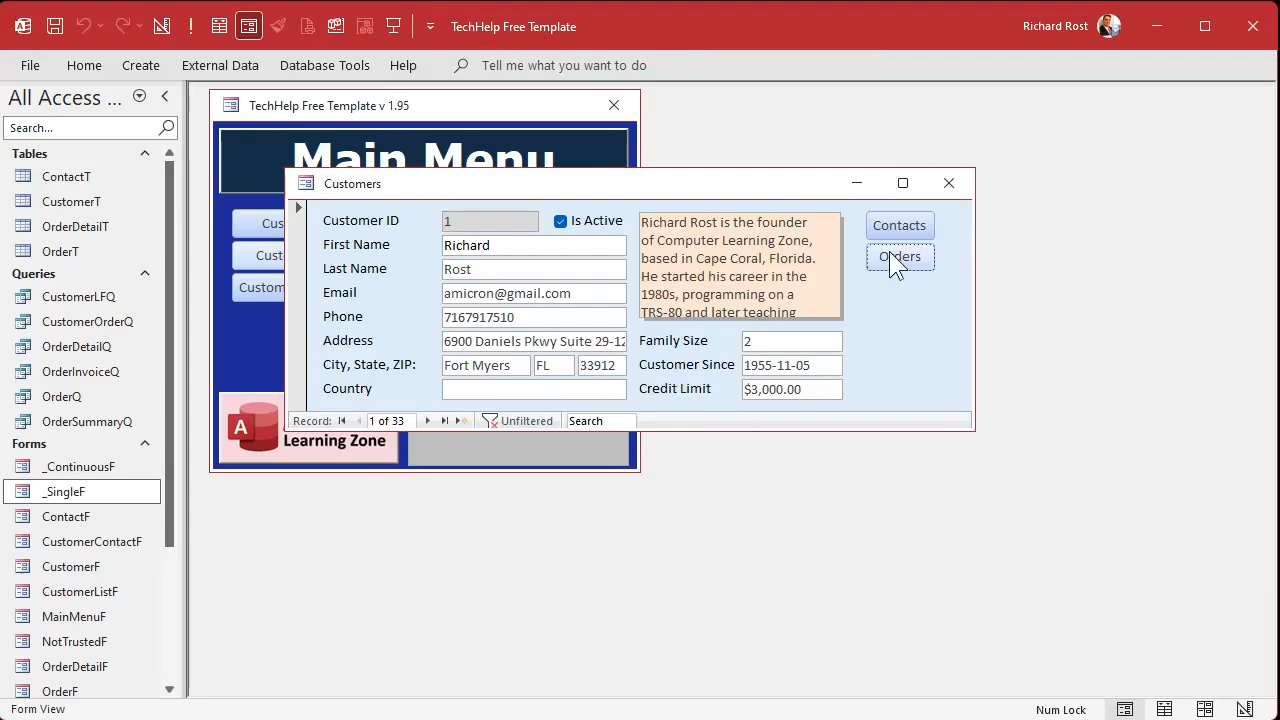 TechHelp Free Template
Richard Rost
File Home Create External Data Database Tools Help Tell me what you want to do
All Access ...
Search...
Tables
ContactT
CustomerT
OrderDetailT
OrderT
Queries
CustomerLFQ
CustomerOrderQ
OrderDetailQ
OrderInvoiceQ
OrderQ
OrderSummaryQ
Forms
_ContinuousF
_SingleF
ContactF
CustomerContactF
CustomerF
CustomerListF
MainMenuF
NotTrustedF
OrderDetailF
OrderF
TechHelp Free Template v 1.95
Main Menu
Cus
Custo
Custom
A
Learning Zone
Customers
Customer ID 1 Is Active
First Name Richard
Last Name Rost
Email amicron@gmail.com
Phone 7167917510
Address 6900 Daniels Pkwy Suite 29-12
City, State, ZIP: Fort Myers FL 33912
Country
Richard Rost is the founder
of Computer Learning Zone,
based in Cape Coral, Florida.
He started his career in the
1980s, programming on a
TRS-80 and later teaching
Family Size 2
Customer Since 1955-11-05
Credit Limit $3,000.00
Contacts
Orders
Record: 1 of 33 Unfiltered Search
Form View
Num Lock